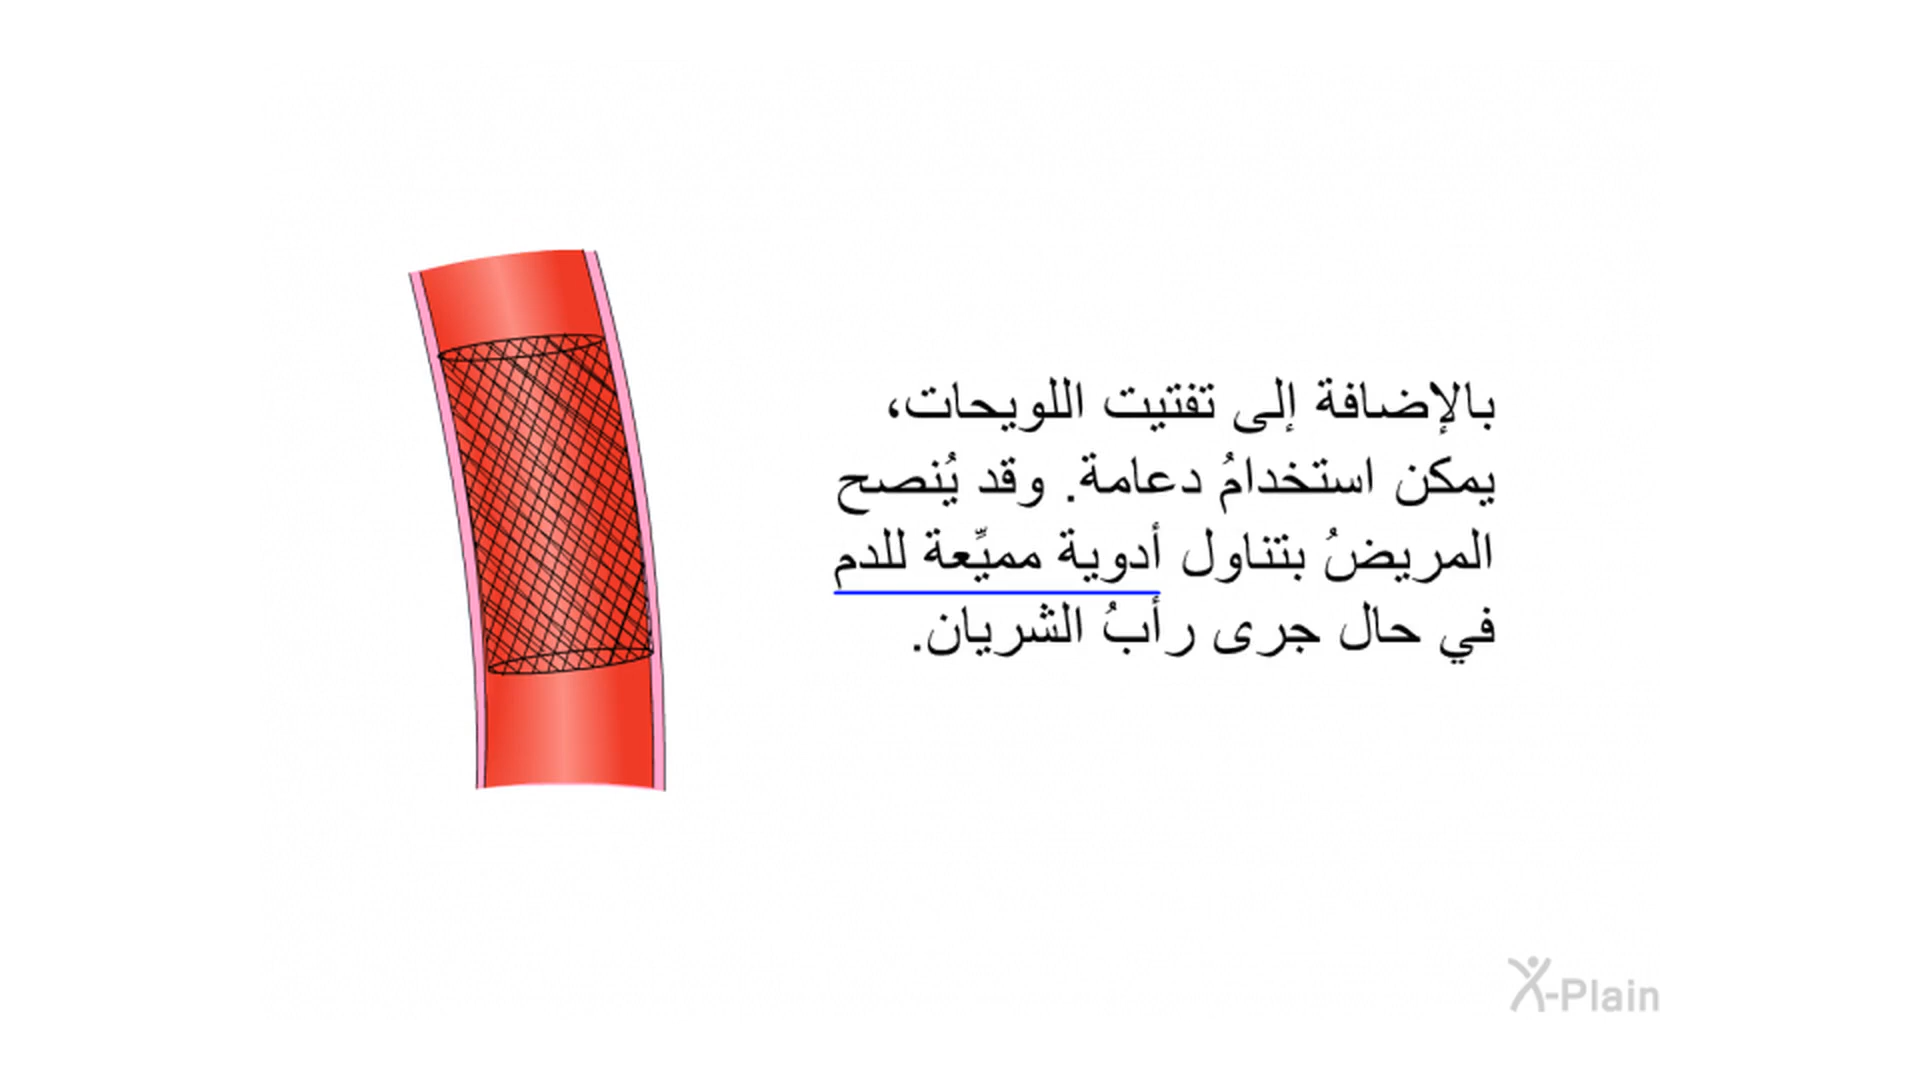 بالإضافة إلى تفتيت اللويحات،
يمكن استخدامُ دعامة. وقد يُنصح
المريضُ بتناول أدوية مميِّعة للدم
في حال جرى رأبُ الشريان.
X-Plain